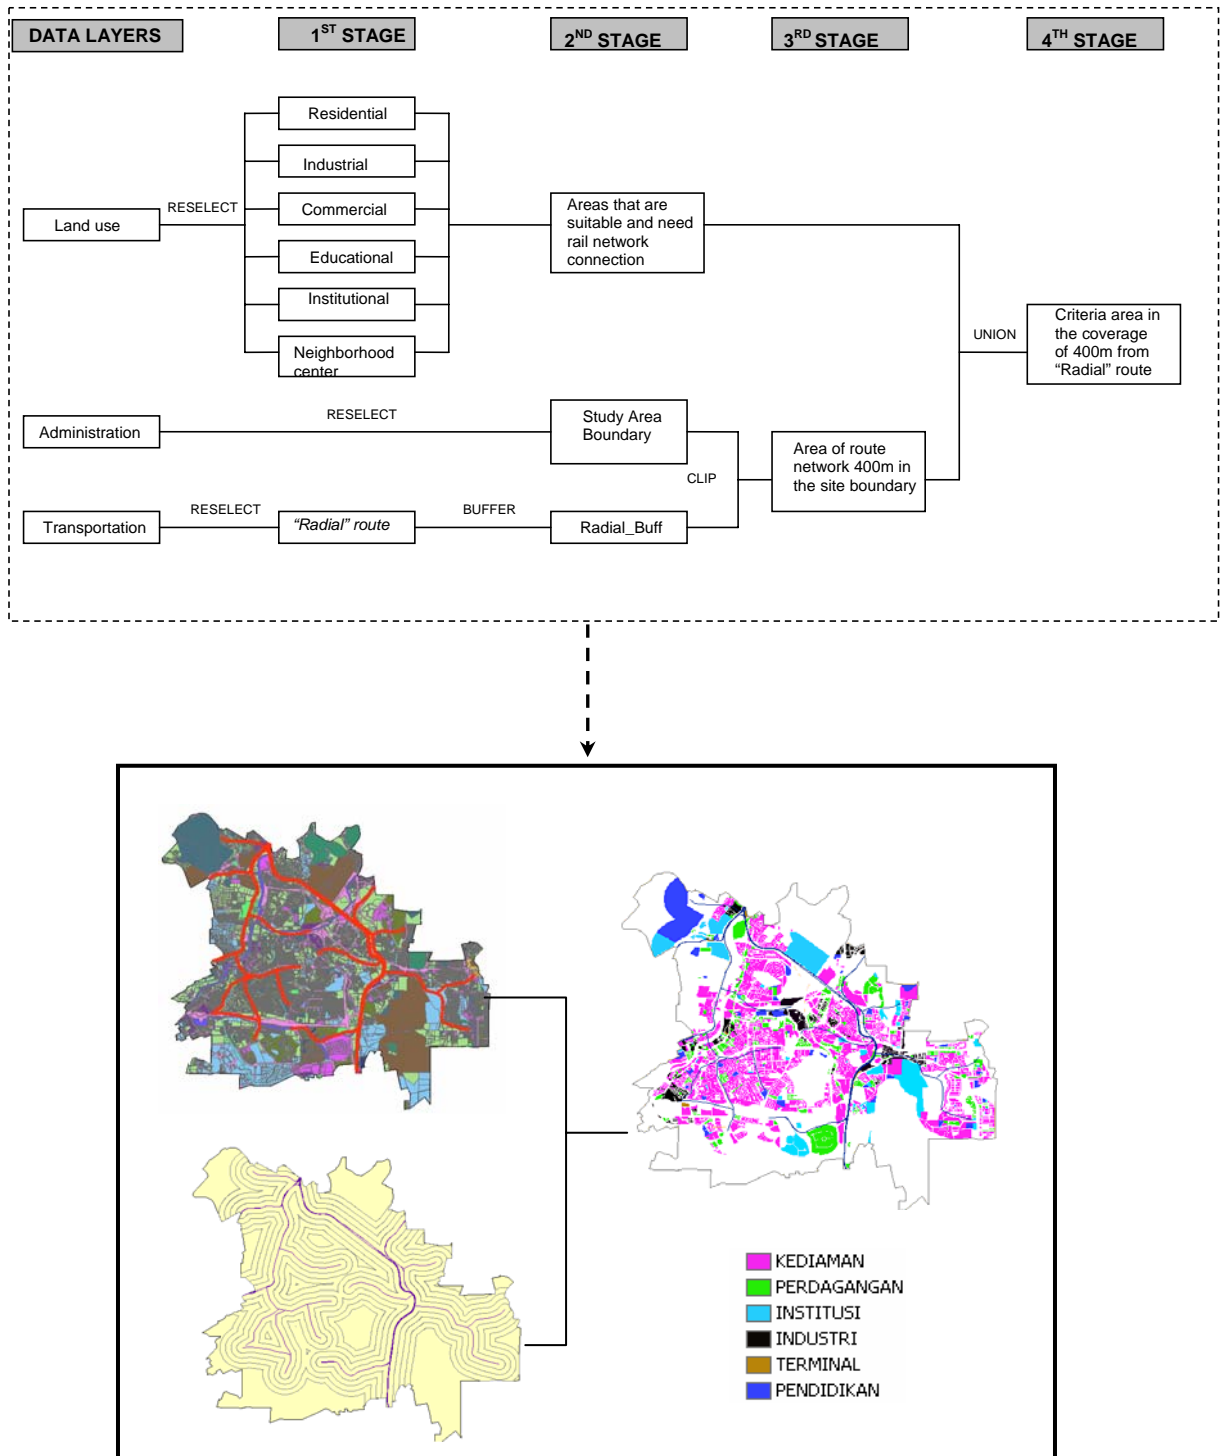 DATA LAYERS
1ST STAGE
2ND STAGE
3RD STAGE
4TH STAGE
Residential
Industrial
Commercial
Educational
Institutional
Neighborhood
center
Land use
RESELECT
Areas that are
suitable and need
rail network
connection
UNION
Criteria area in
the coverage
of 400m from
“Radial” route
Administration
RESELECT
Study Area
Boundary
CLIP
Area of route
network 400m in
the site boundary
Transportation
RESELECT
“Radial” route
BUFFER
Radial_Buff
KEDIAMAN
PERDAGANGAN
INSTITUSI
INDUSTRI
TERMINAL
PENDIDIKAN